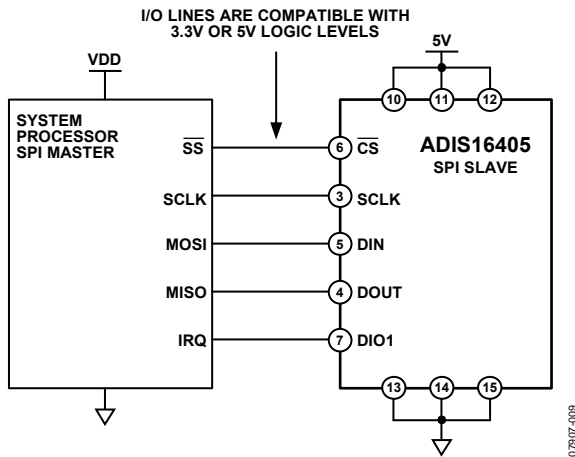 I/O LINES ARE COMPATIBLE WITH
3.3V OR 5V LOGIC LEVELS
VDD
5V
10
11
12
SYSTEM
PROCESSOR
SPI MASTER
ADIS16405
SPI SLAVE
SS
6
CS
SCLK
3
SCLK
MOSI
5
DIN
MISO
4
DOUT
IRQ
7
DIO1
13
14
15
07907-009